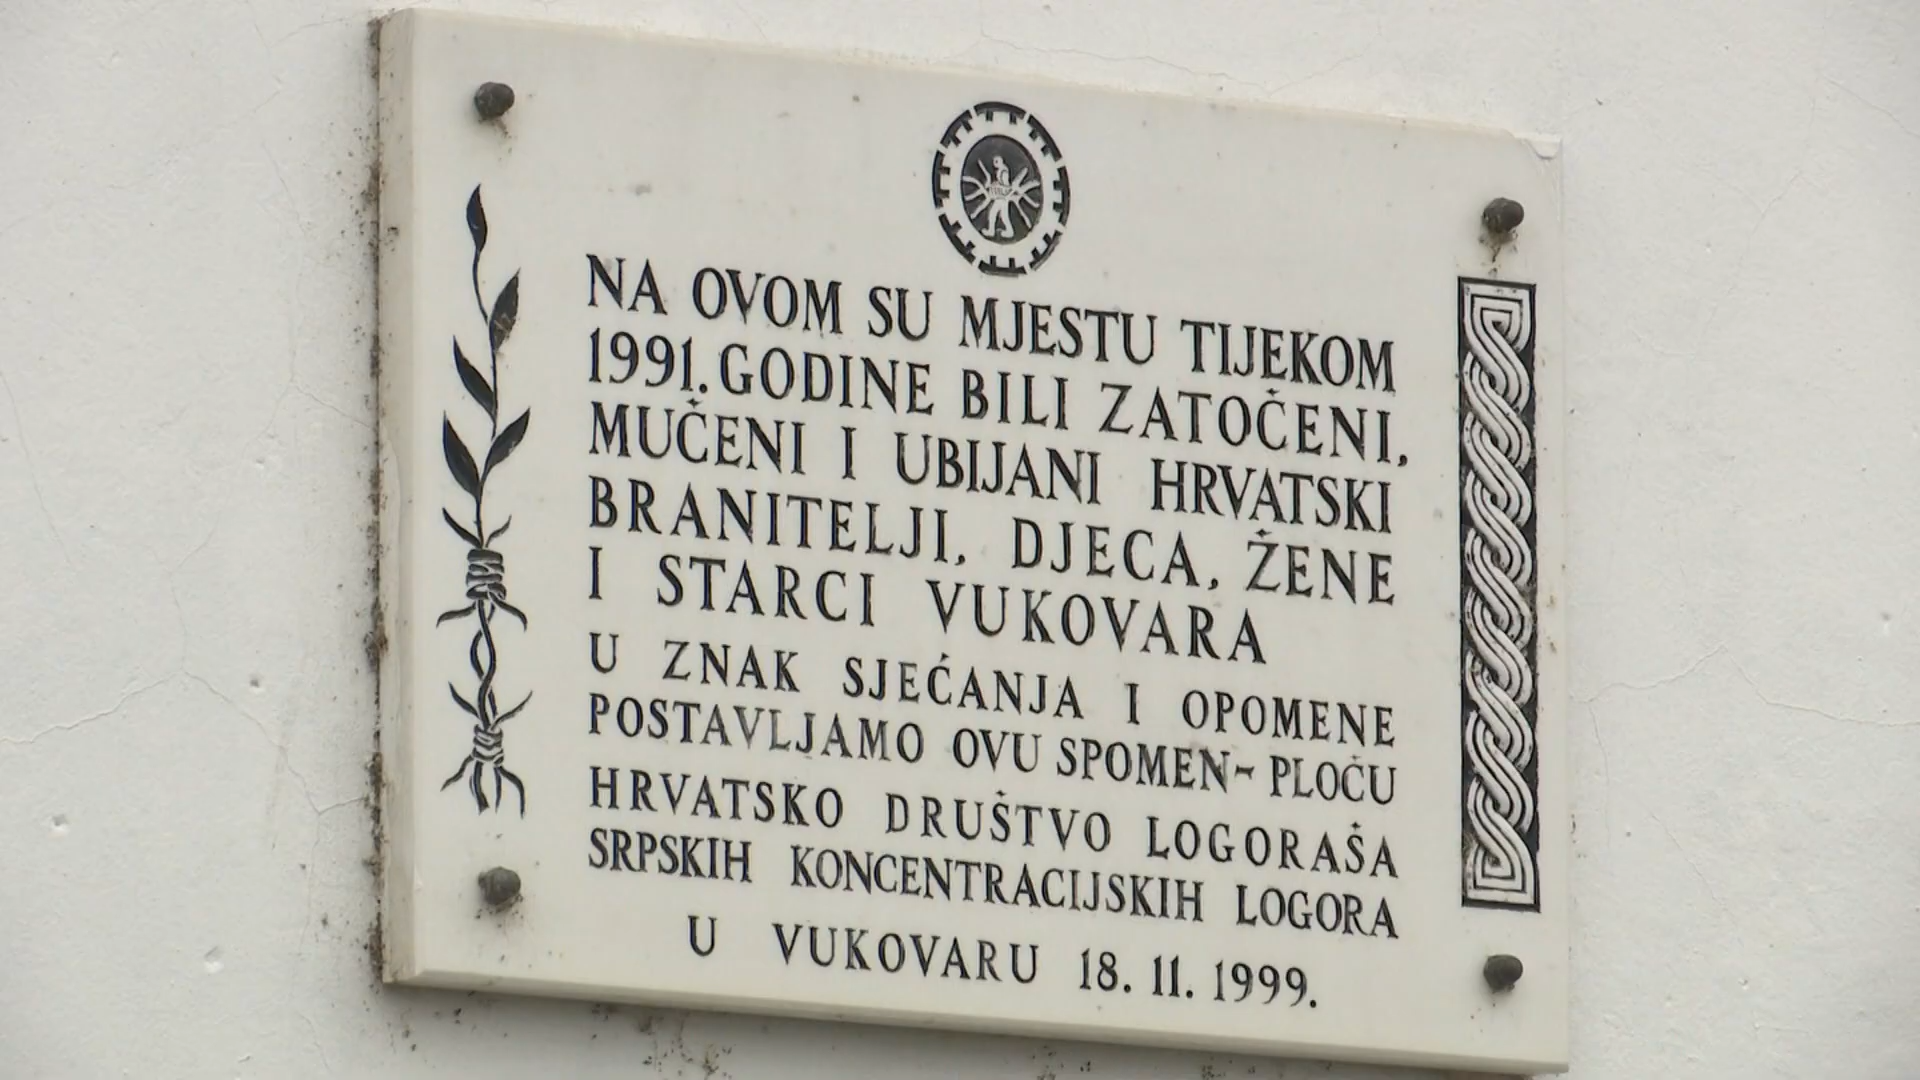 NA OVOM SU MJESTU TIJEKOM
1991. GODINE BILI ZATOČENI,
MUČENI I UBIJANI HRVATSKI
BRANITELJI, DJECA, ŽENE
I STARCI VUKOVARA
U ZNAK SJEĆANJA I OPOMENE
POSTAVLJAMO OVU SPOMEN-PLOČU
HRVATSKO DRUŠTVO LOGORAŠA
SRPSKIH KONCENTRACIJSKIH LOGORA
U VUKOVARU 18. 11. 1999.